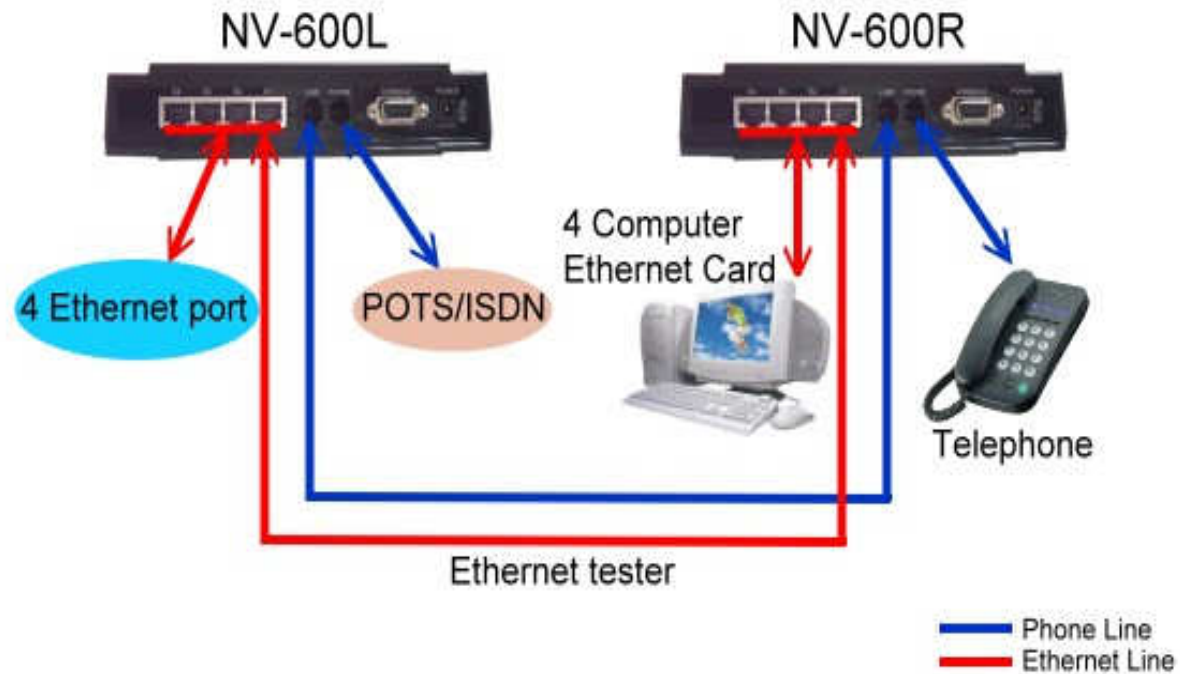 NV-600L
NV-600R
4 Ethernet port
POTS/ISDN
4 Computer
Ethernet Card
Telephone
Ethernet tester
Phone Line
Ethernet Line